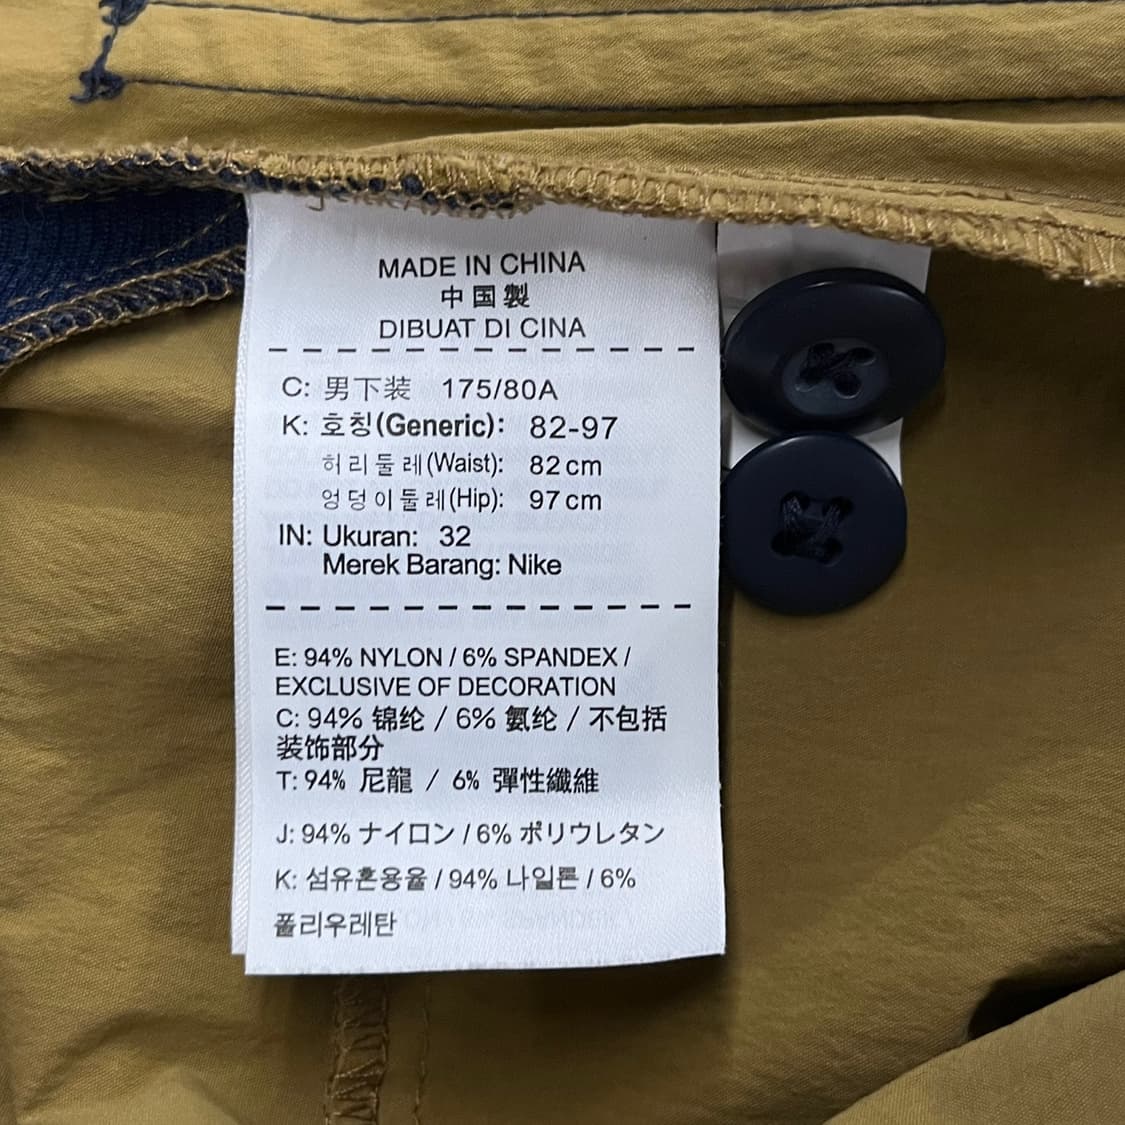 MADE IN CHINA
中国製
DIBUAT DI CINA
C: 男下装 175/80A
K: 호칭(Generic): 82-97
허리둘레(Waist): 82cm
엉덩이둘레(Hip): 97cm
IN: Ukuran: 32
Merek Barang: Nike
E: 94% NYLON / 6% SPANDEX /
EXCLUSIVE OF DECORATION
C: 94% 锦纶 / 6% 氨纶 / 不包括
装饰部分
T: 94% 尼龍 / 6% 彈性纖維
J: 94% ナイロン / 6% ポリウレタン
K: 섬유혼용율 / 94% 나일론 / 6%
폴리우레탄